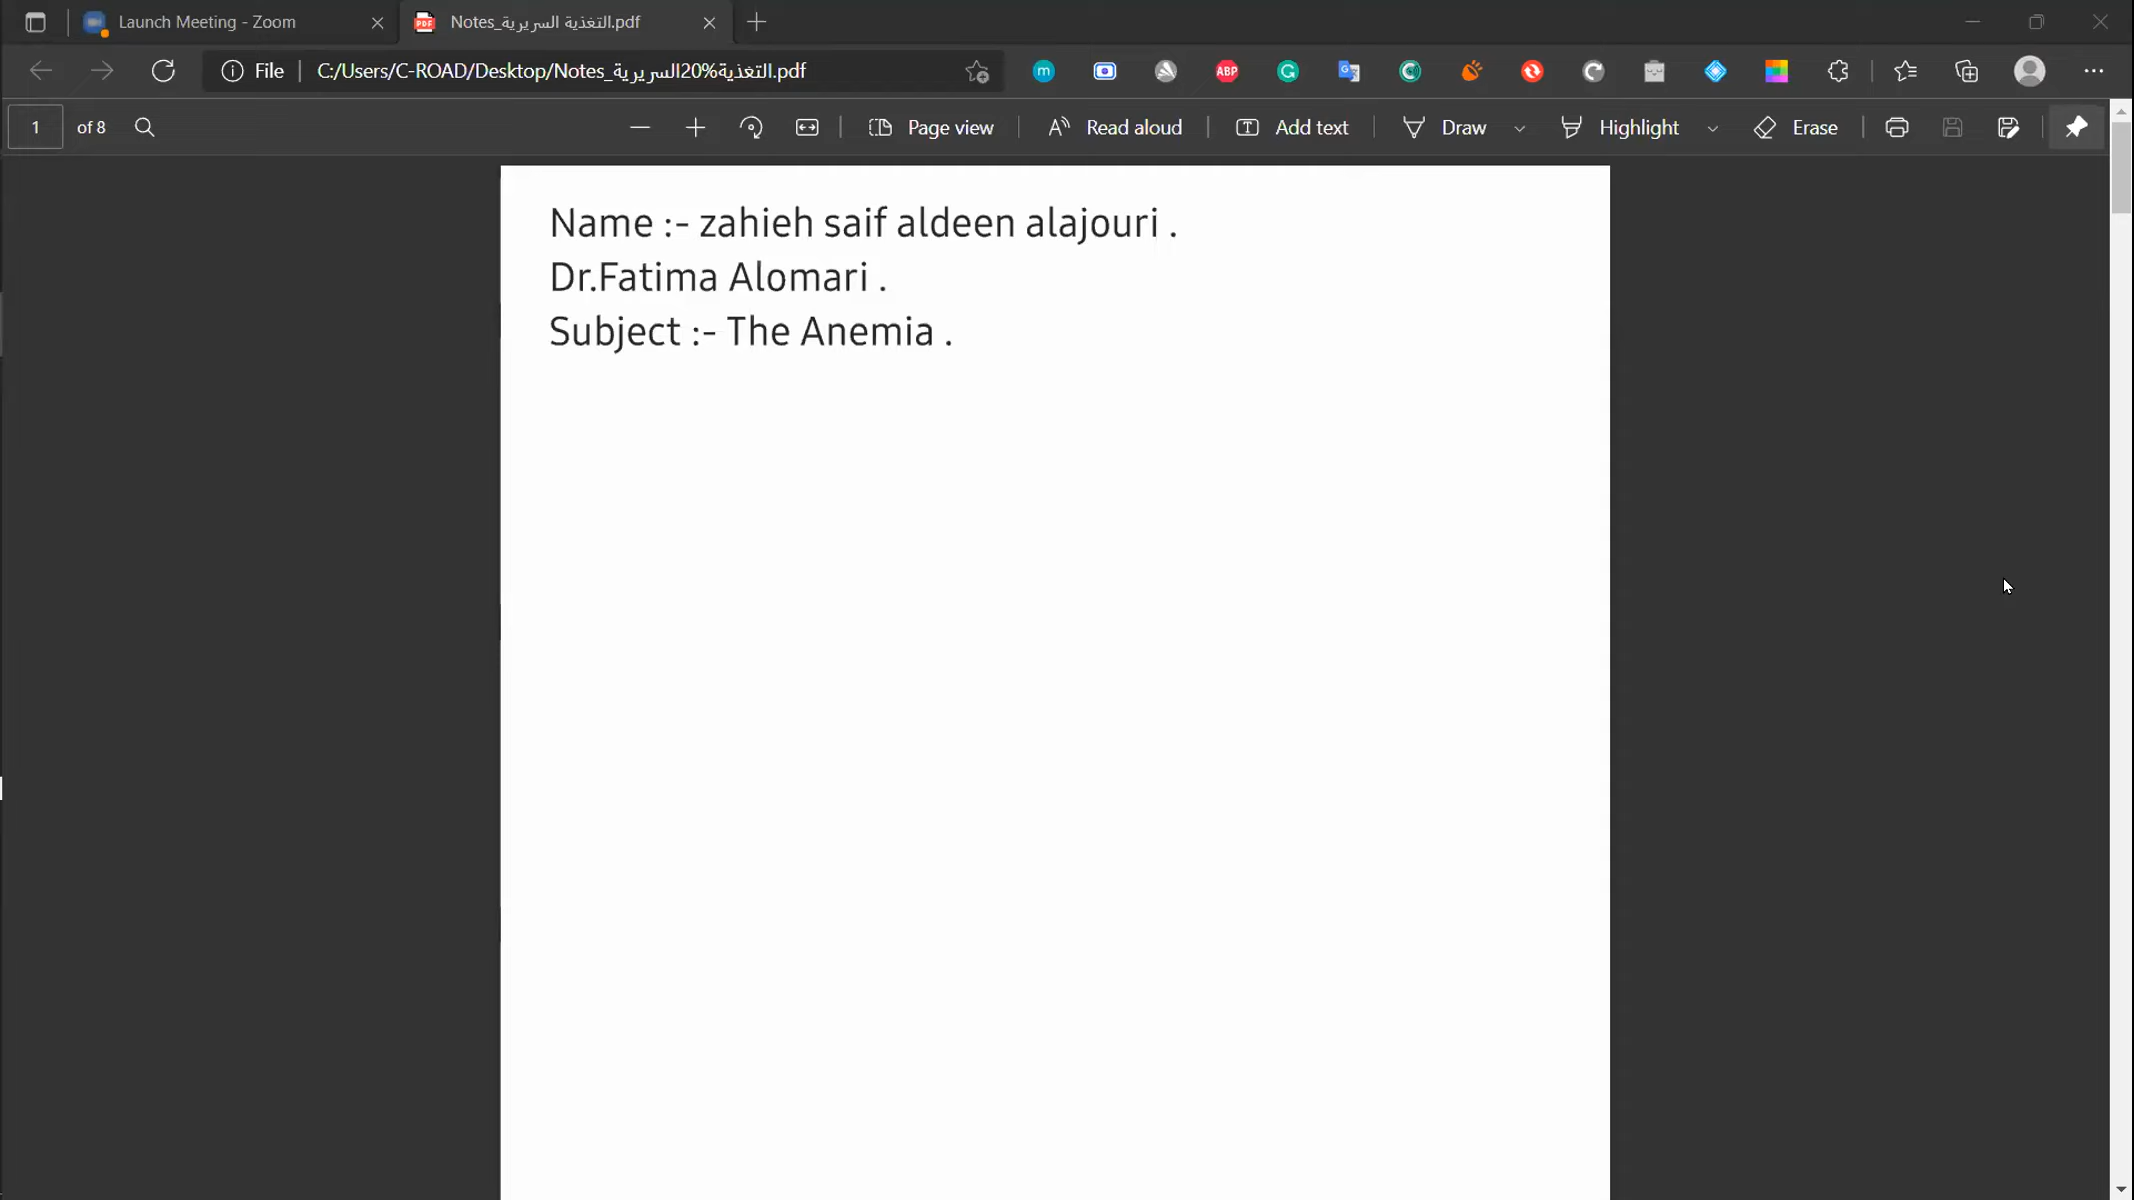 Launch Meeting - Zoom
Notes_التغذية السريرية.pdf
File
C:/Users/C-ROAD/Desktop/Notes_التغذية%20السريرية.pdf
ABP
1 of 8
Page view
Read aloud
Add text
Draw
Highlight
Erase
Name :- zahieh saif aldeen alajouri .
Dr.Fatima Alomari .
Subject :- The Anemia .